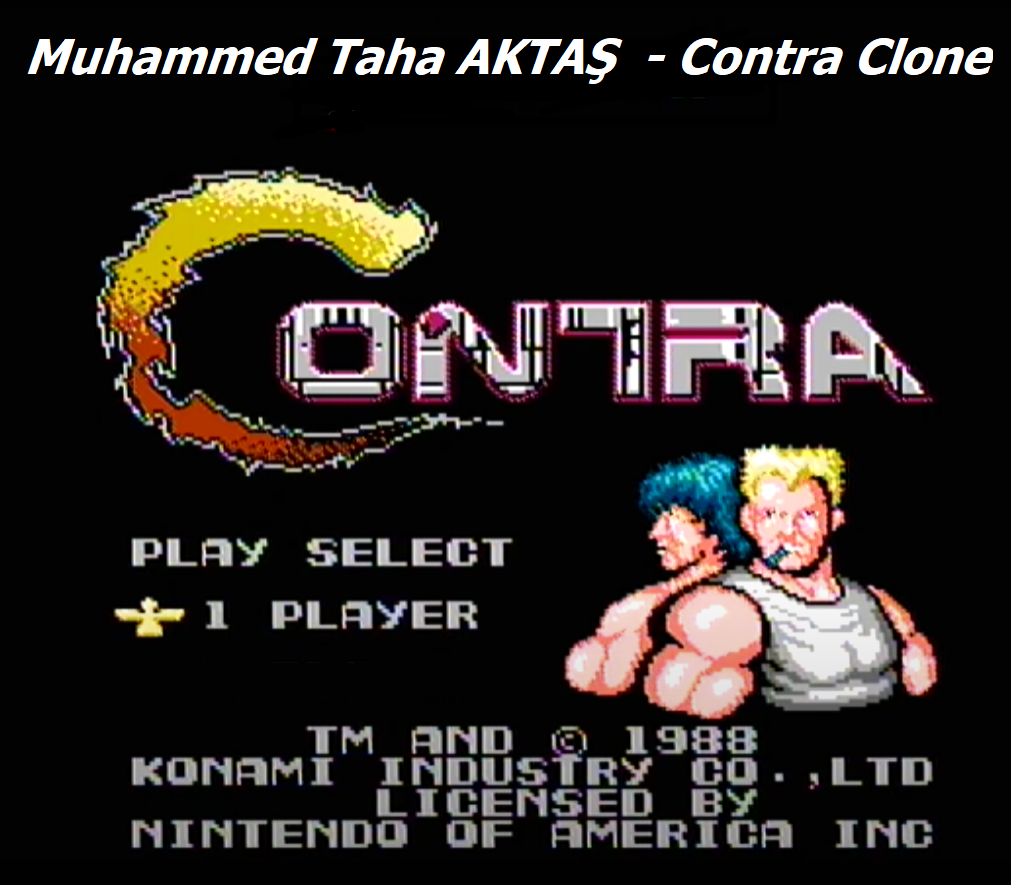 Muhammed Taha AKTAŞ - Contra Clone
CONTRA
PLAY SELECT
1 PLAYER
TM AND © 1988
KONAMI INDUSTRY CO.,LTD
LICENSED BY
NINTENDO OF AMERICA INC